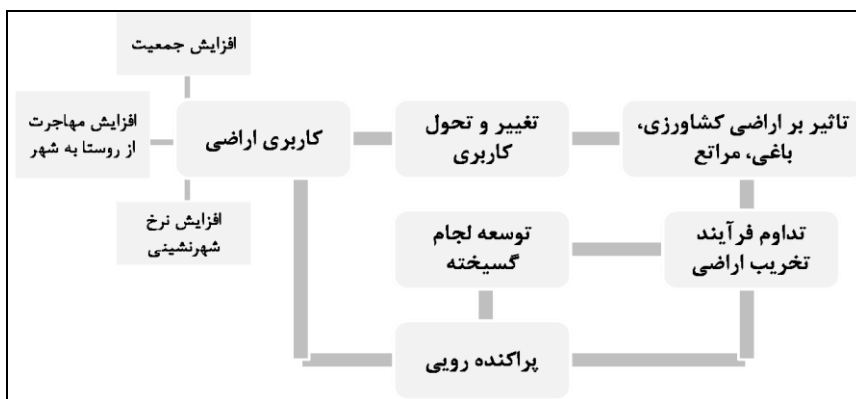 افزایش جمعیت
افزایش مهاجرت
از روستا به شهر
افزایش نرخ
شهرنشینی
کاربری اراضی
تغییر و تحول
کاربری
تاثیر بر اراضی کشاورزی،
باغی، مراتع
تداوم فرآیند
تخریب اراضی
توسعه لجام
گسیخته
پراکنده رویی